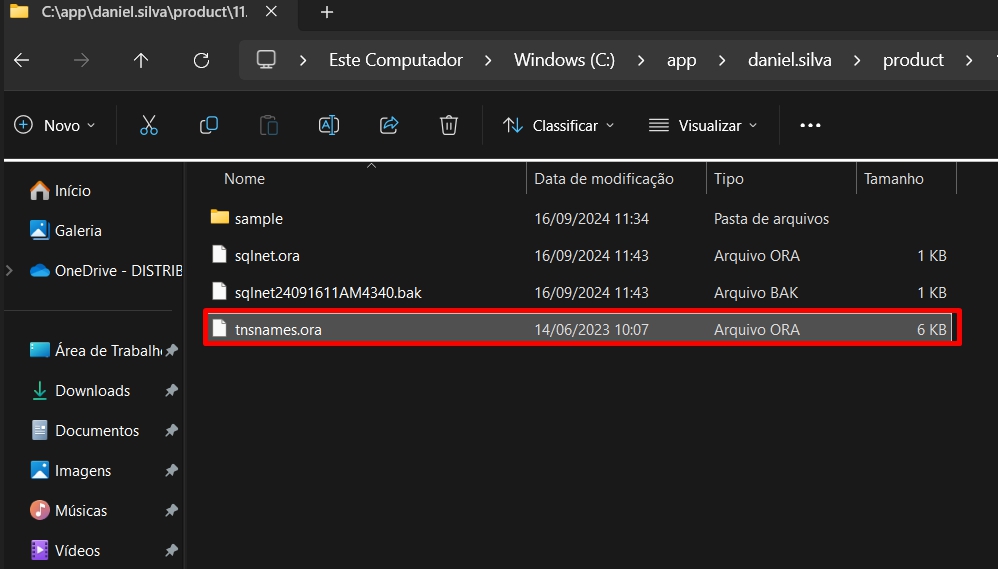 C:\app\daniel.silva\product\11.
Este Computador > Windows (C:) > app > daniel.silva > product >
Novo Classificar Visualizar
Nome Data de modificação Tipo Tamanho
Início
Galeria
OneDrive - DISTRIB
Área de Trabalh
Downloads
Documentos
Imagens
Músicas
Vídeos
sample 16/09/2024 11:34 Pasta de arquivos
sqlnet.ora 16/09/2024 11:43 Arquivo ORA 1 KB
sqlnet24091611AM4340.bak 16/09/2024 11:43 Arquivo BAK 1 KB
tnsnames.ora 14/06/2023 10:07 Arquivo ORA 6 KB